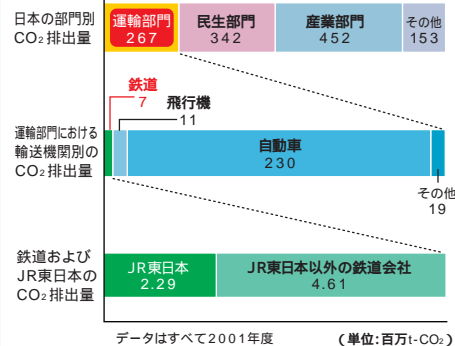 日本の部門別
CO₂排出量
運輸部門
267
民生部門
342
産業部門
452
その他
153
鉄道
7
飛行機
11
運輸部門における
輸送機関別の
CO₂排出量
自動車
230
その他
19
鉄道および
JR東日本の
CO₂排出量
JR東日本
2.29
JR東日本以外の鉄道会社
4.61
データはすべて2001年度
(単位:百万t-CO₂)